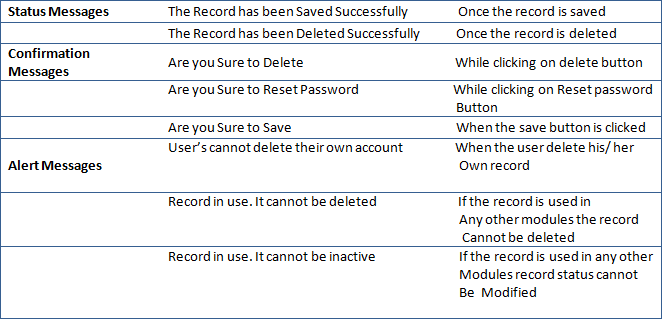 Status Messages The Record has been Saved Successfully Once the record is saved
The Record has been Deleted Successfully Once the record is deleted
Confirmation
Messages Are you Sure to Delete While clicking on delete button
Are you Sure to Reset Password While clicking on Reset password
Button
Are you Sure to Save When the save button is clicked
User's cannot delete their own account When the user delete his/ her
Alert Messages Own record
Record in use. It cannot be deleted If the record is used in
Any other modules the record
Cannot be deleted
Record in use. It cannot be inactive If the record is used in any other
Modules record status cannot
Be Modified